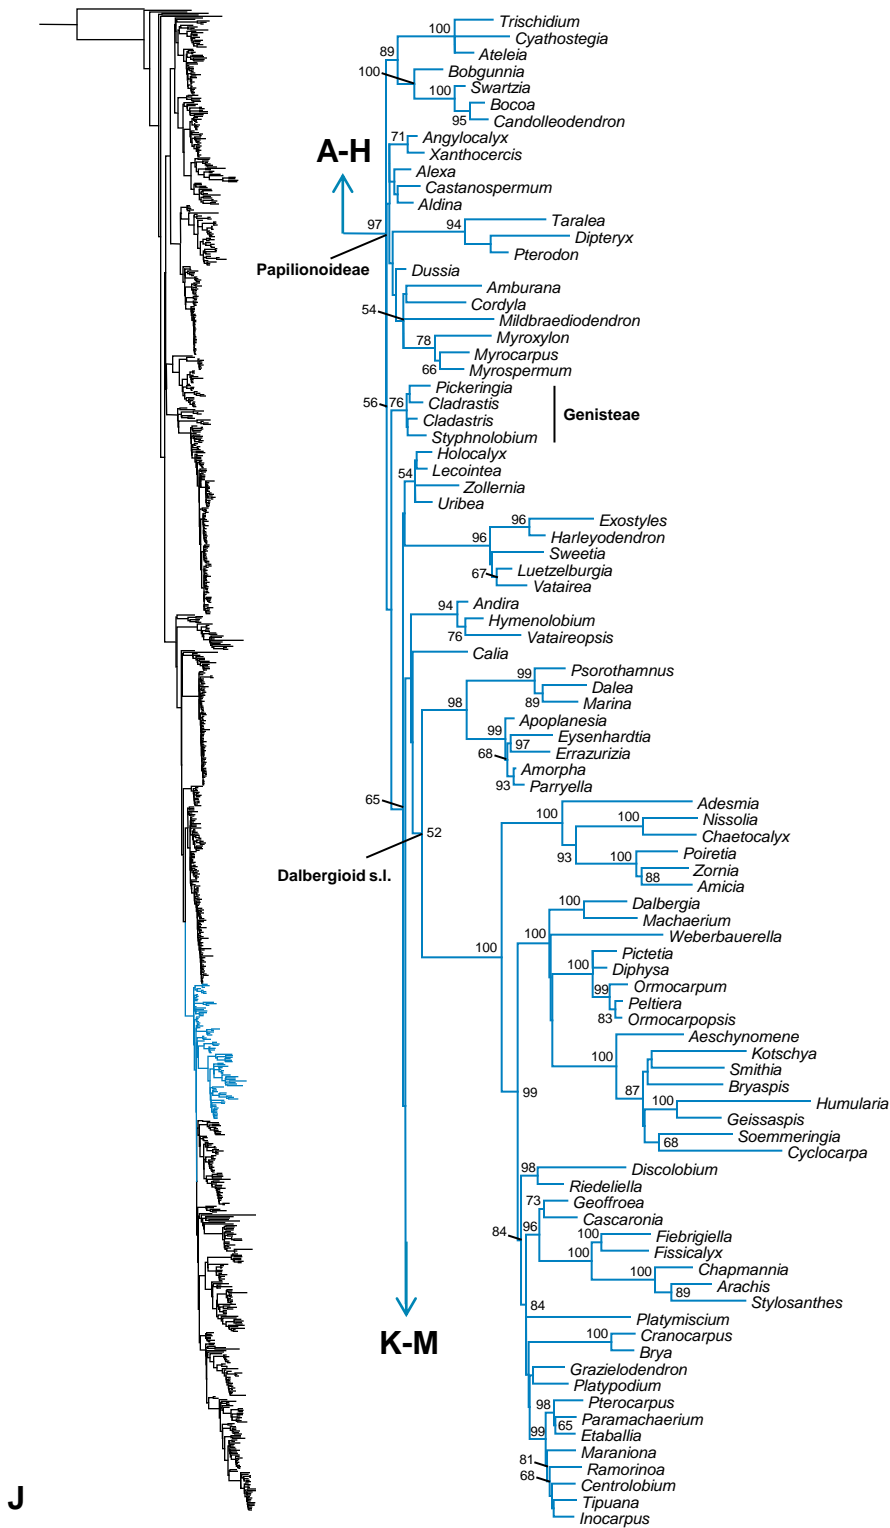 Trischidium
100
Cyathostegia
89
Ateleia
100
Bobgunnia
100
Swartzia
Bocoa
95
Candolleodendron
71
Angylocalyx
A-H
Xanthocercis
Alexa
Castanospermum
Aldina
97
94
Taralea
Dipteryx
Pterodon
Papilionoideae
Dussia
Amburana
Cordyla
54
Mildbraediodendron
78
Myroxylon
Myrocarpus
66
Myrospermum
Pickeringia
56
76
Cladrastis
Genisteae
Cladastris
Styphnolobium
Holocalyx
54
Lecointea
Zollernia
Uribea
96
Exostyles
96
Harleyodendron
Sweetia
67
Luetzelburgia
Vatairea
94
Andira
Hymenolobium
76
Vataireopsis
Calia
99
Psorothamnus
98
Dalea
89
Marina
Apoplanesia
99
Eysenhardtia
97
68
Errazurizia
Amorpha
93
Parryella
65
Adesmia
100
100
Nissolia
52
Chaetocalyx
93
100
Poiretia
Dalbergioid s.l.
Zornia
88
Amicia
100
Dalbergia
Machaerium
100
100
Weberbauerella
Pictetia
100
Diphysa
99
Ormocarpum
Peltiera
83
Ormocarpopsis
Aeschynomene
100
Kotschya
Smithia
87
Bryaspis
99
100
Humularia
Geissaspis
Soemmeringia
68
Cyclocarpa
98
Discolobium
Riedeliella
73
Geoffroea
Cascaronia
84
96
100
Fiebrigiella
100
Fissicalyx
100
Chapmannia
Arachis
89
Stylosanthes
84
Platymiscium
K-M
100
Cranocarpus
Brya
Grazielodendron
Platypodium
98
Pterocarpus
Paramachaerium
65
99
Etaballia
Maraniona
81
Ramorinoa
68
Centrolobium
J
Tipuana
Inocarpus